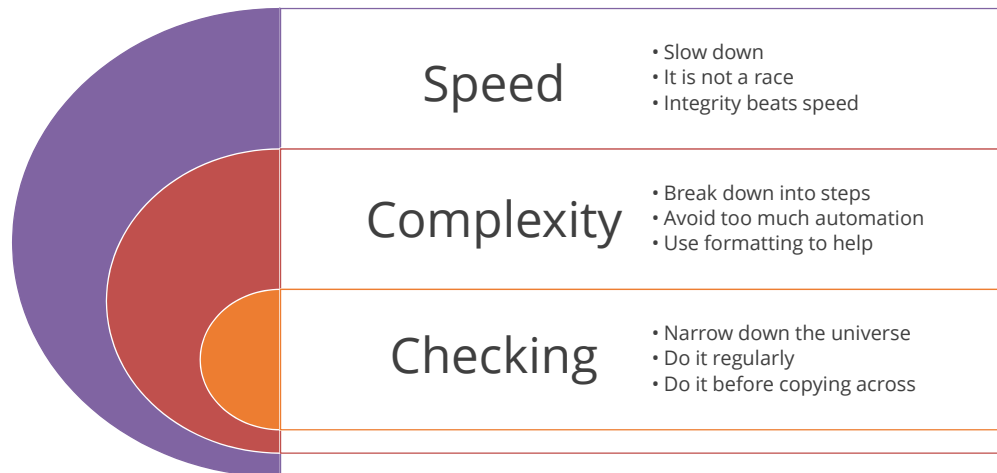 Speed
• Slow down
• It is not a race
• Integrity beats speed
Complexity
• Break down into steps
• Avoid too much automation
• Use formatting to help
Checking
• Narrow down the universe
• Do it regularly
• Do it before copying across